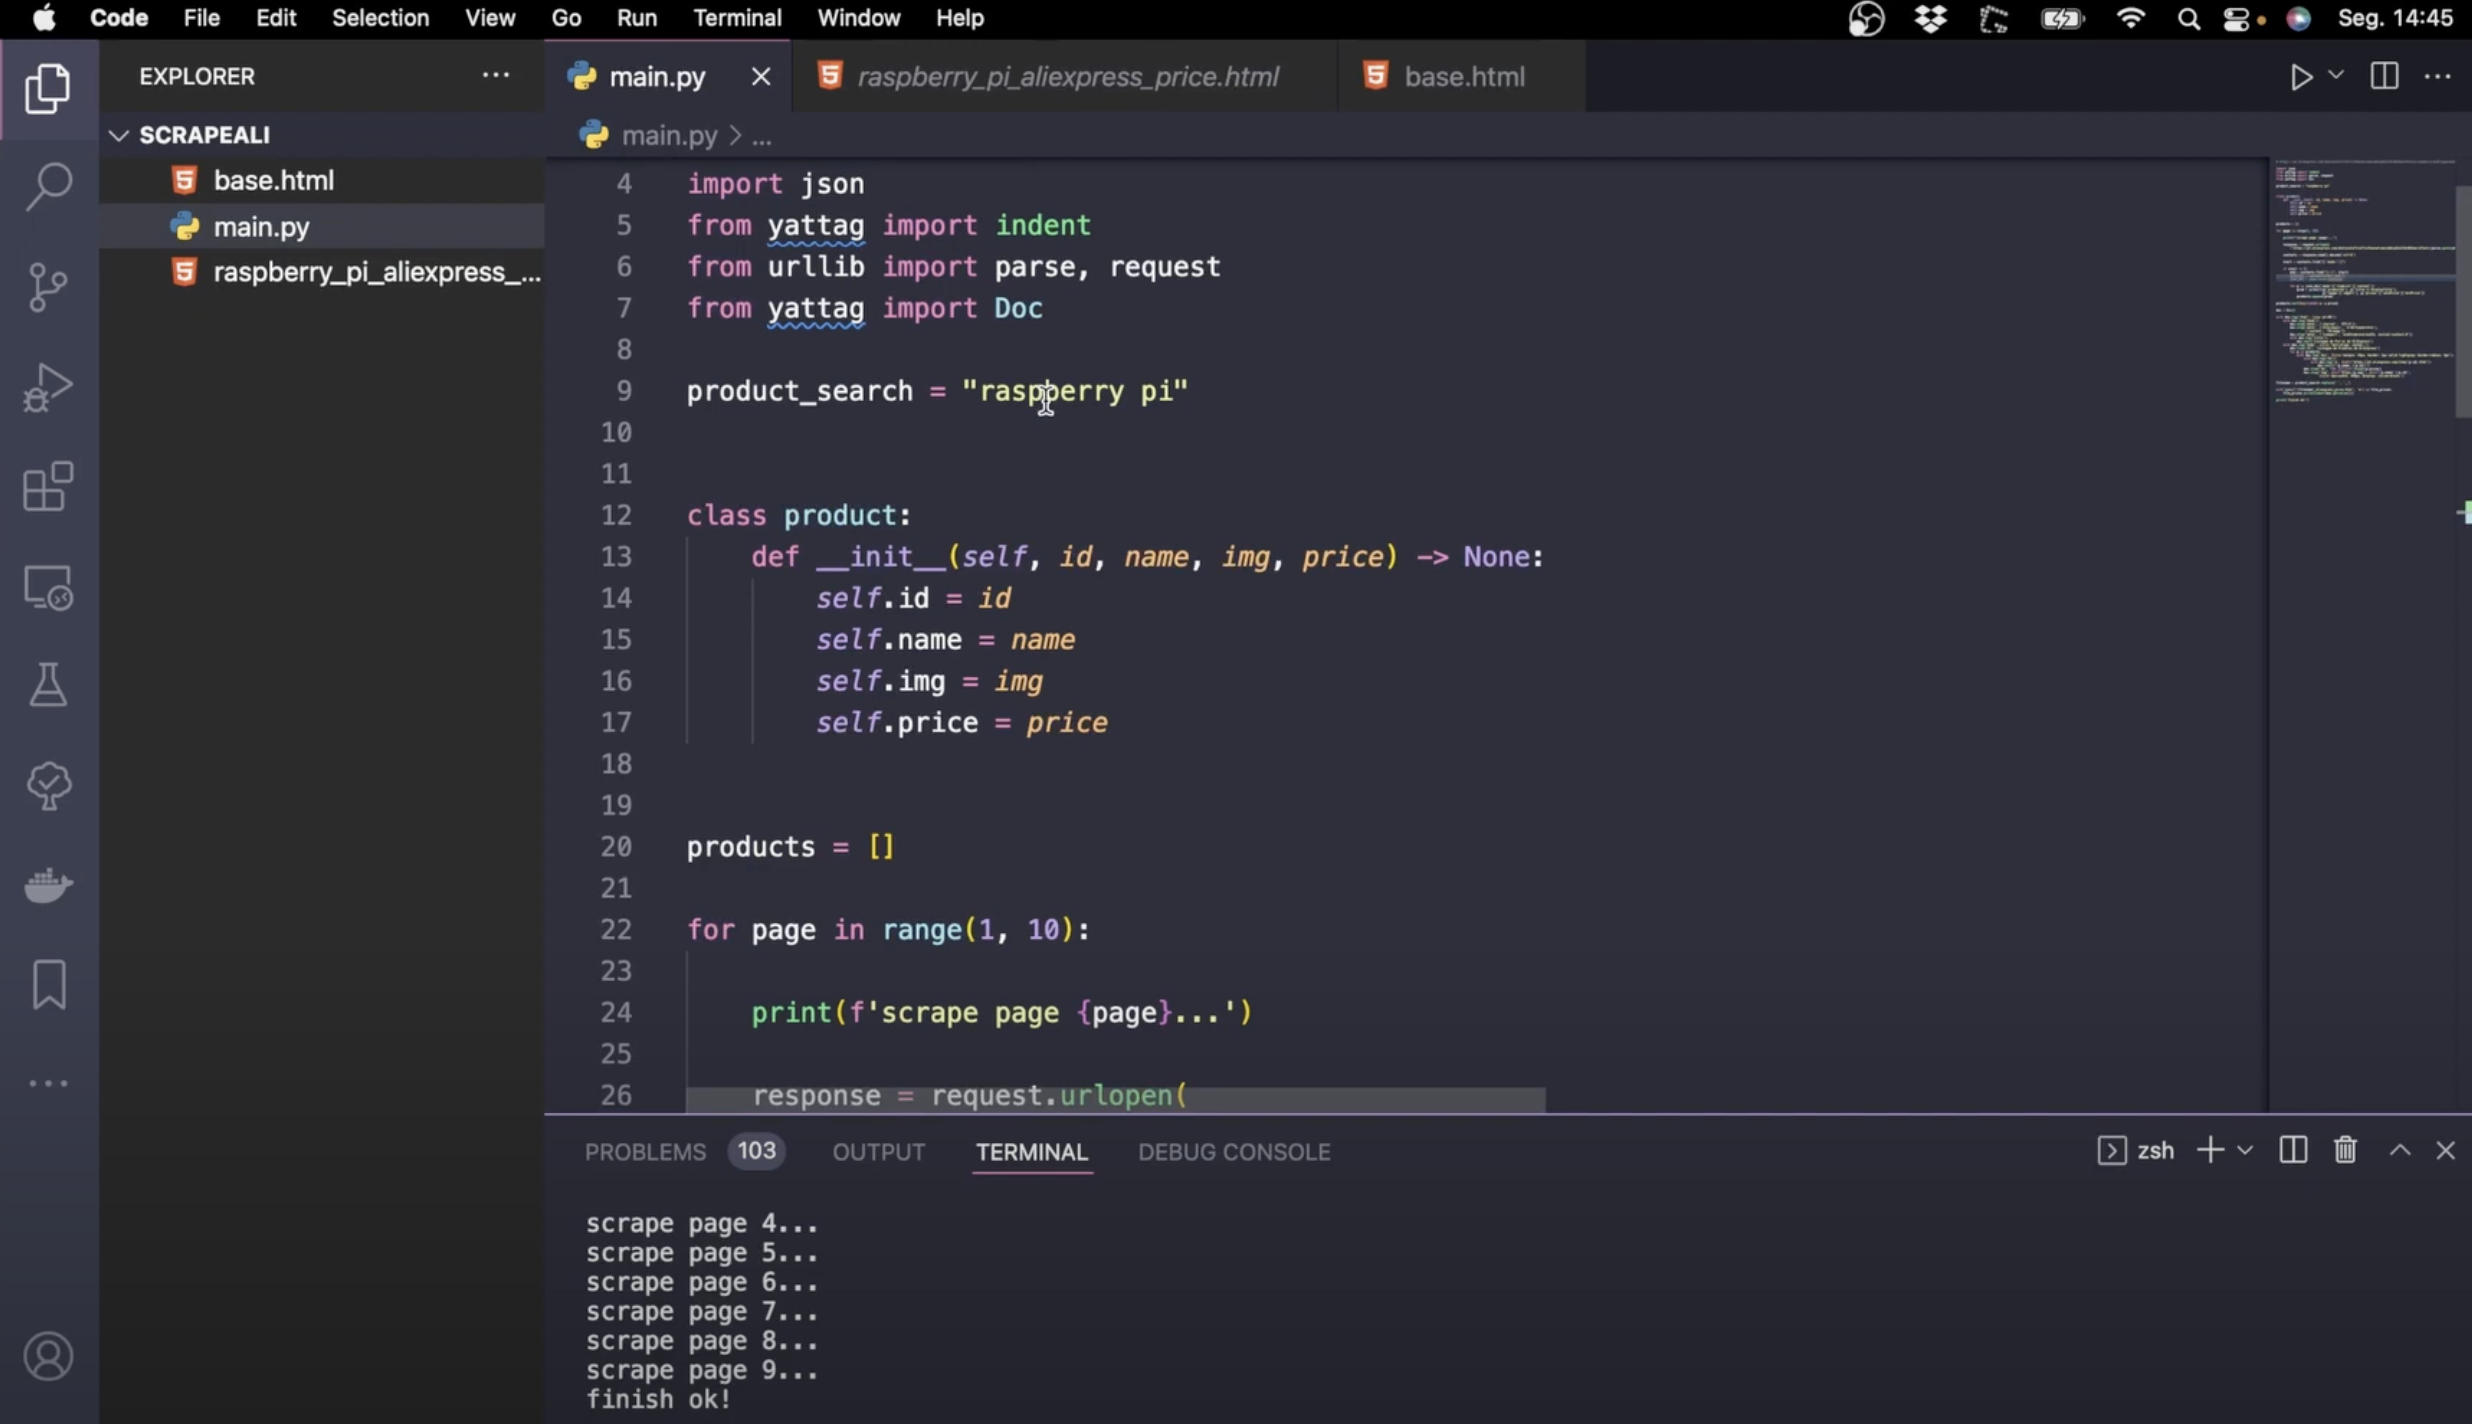 Code File Edit Selection View Go Run Terminal Window Help Seg. 14:45
EXPLORER
SCRAPEALI
base.html
main.py
raspberry_pi_aliexpress_...
main.py raspberry_pi_aliexpress_price.html base.html
main.py > ...
4 import json
5 from yattag import indent
6 from urllib import parse, request
7 from yattag import Doc
8
9 product_search = "raspberry pi"
10
11
12 class product:
13     def __init__(self, id, name, img, price) -> None:
14         self.id = id
15         self.name = name
16         self.img = img
17         self.price = price
18
19
20 products = []
21
22 for page in range(1, 10):
23
24     print(f'scrape page {page}...')
25
26     response = request.urlopen(
PROBLEMS 103 OUTPUT TERMINAL DEBUG CONSOLE zsh
scrape page 4...
scrape page 5...
scrape page 6...
scrape page 7...
scrape page 8...
scrape page 9...
finish ok!